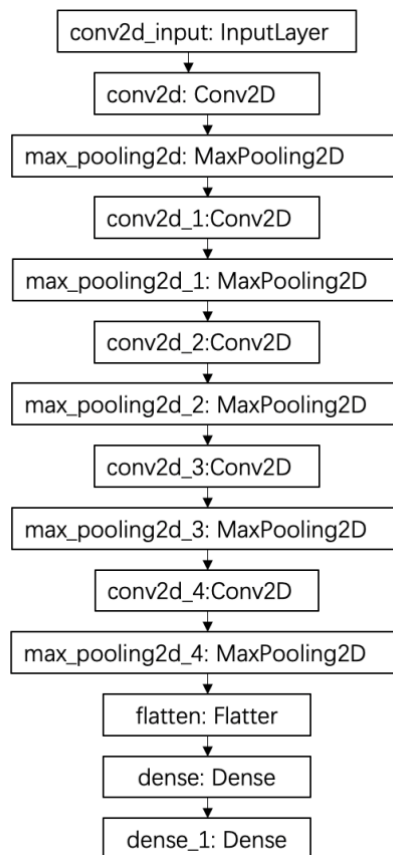 conv2d_input: InputLayer
conv2d: Conv2D
max_pooling2d: MaxPooling2D
conv2d_1:Conv2D
max_pooling2d_1: MaxPooling2D
conv2d_2:Conv2D
max_pooling2d_2: MaxPooling2D
conv2d_3:Conv2D
max_pooling2d_3: MaxPooling2D
conv2d_4:Conv2D
max_pooling2d_4: MaxPooling2D
flatten: Flatter
dense: Dense
dense_1: Dense